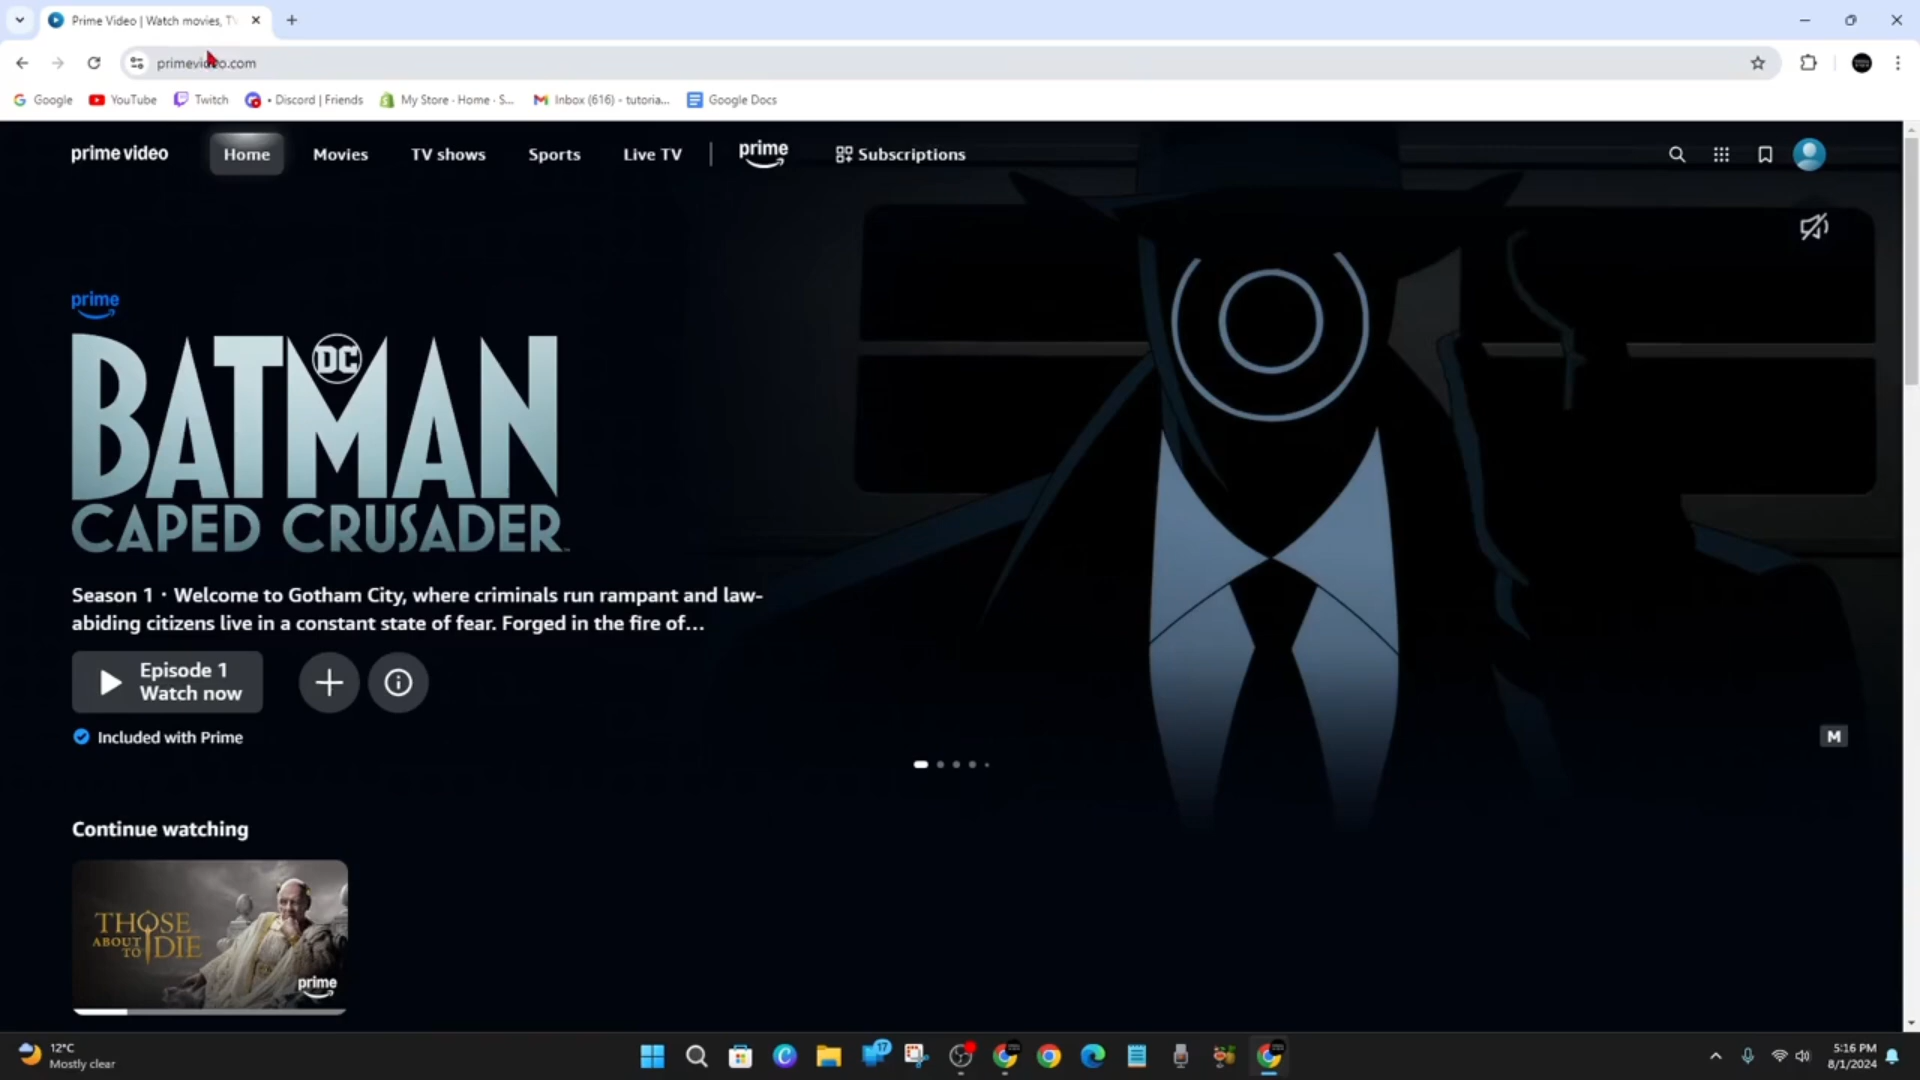 Prime Video | Watch movies, TV
primevideo.com
Google
YouTube
Twitch
• Discord | Friends
My Store · Home · S...
Inbox (616) - tutoria...
Google Docs
prime video
Home
Movies
TV shows
Sports
Live TV
prime
Subscriptions
prime
BATMAN
DC
CAPED CRUSADER
Season 1 · Welcome to Gotham City, where criminals run rampant and law-
abiding citizens live in a constant state of fear. Forged in the fire of...
Episode 1
Watch now
Included with Prime
M
Continue watching
THOSE
ABOUT TO DIE
prime
12°C
Mostly clear
17
5:16 PM
8/1/2024